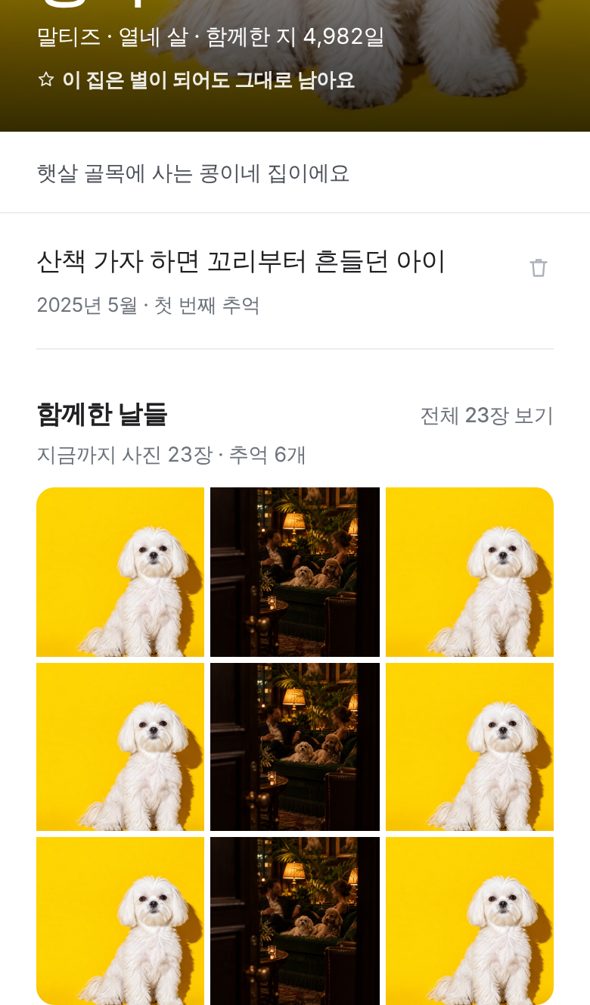 말티즈 · 열네 살 · 함께한 지 4,982일
이 집은 별이 되어도 그대로 남아요
햇살 골목에 사는 콩이네 집이에요
산책 가자 하면 꼬리부터 흔들던 아이
2025년 5월 · 첫 번째 추억
함께한 날들
전체 23장 보기
지금까지 사진 23장 · 추억 6개